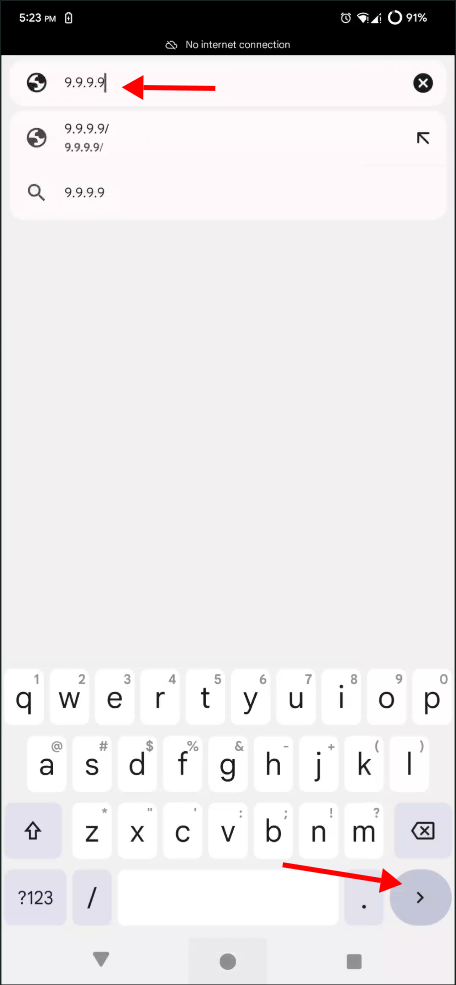 5:23 PM 91%
No internet connection
9.9.9.9
9.9.9.9/
9.9.9.9/
9.9.9.9
1 2 3 4 5 6 7 8 9 0
q w e r t y u i o p
@ # $ % & - + ( )
a s d f g h j k l
* " ' : ; ! ?
z x c v b n m
?123 / . >